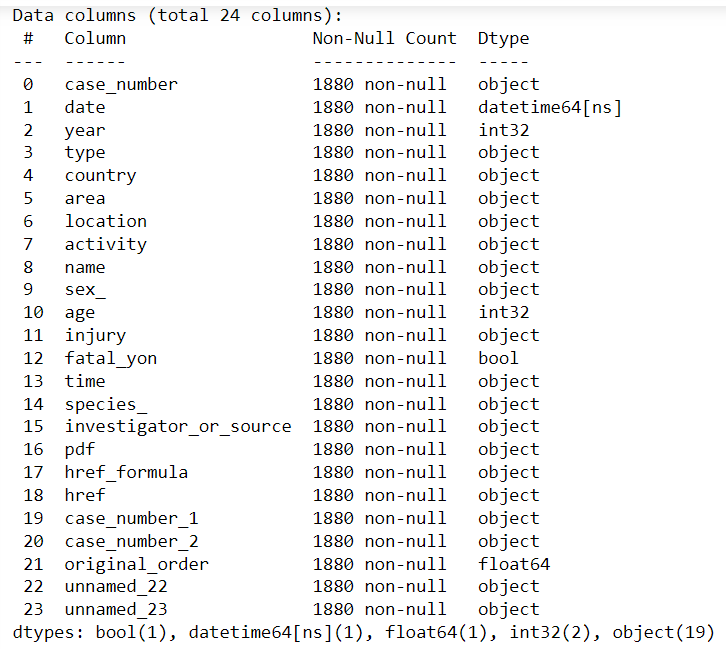 Data columns (total 24 columns):
 #   Column                  Non-Null Count  Dtype
---  ------                  --------------  -----
 0   case_number             1880 non-null   object
 1   date                    1880 non-null   datetime64[ns]
 2   year                    1880 non-null   int32
 3   type                    1880 non-null   object
 4   country                 1880 non-null   object
 5   area                    1880 non-null   object
 6   location                1880 non-null   object
 7   activity                1880 non-null   object
 8   name                    1880 non-null   object
 9   sex_                    1880 non-null   object
 10  age                     1880 non-null   int32
 11  injury                  1880 non-null   object
 12  fatal_yon               1880 non-null   bool
 13  time                    1880 non-null   object
 14  species_                1880 non-null   object
 15  investigator_or_source  1880 non-null   object
 16  pdf                     1880 non-null   object
 17  href_formula            1880 non-null   object
 18  href                    1880 non-null   object
 19  case_number_1           1880 non-null   object
 20  case_number_2           1880 non-null   object
 21  original_order          1880 non-null   float64
 22  unnamed_22              1880 non-null   object
 23  unnamed_23              1880 non-null   object
dtypes: bool(1), datetime64[ns](1), float64(1), int32(2), object(19)